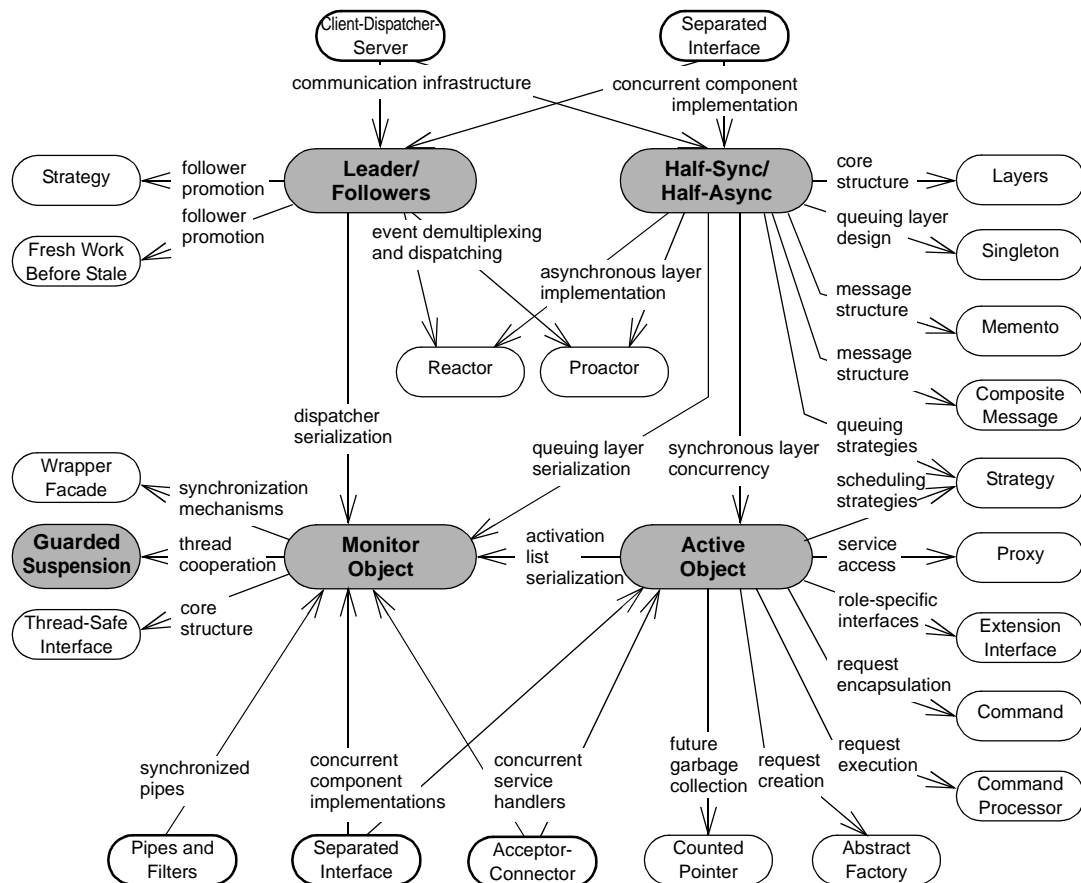 Client-Dispatcher-
Server
Separated
Interface
communication infrastructure
concurrent component
implementation
Strategy
follower
promotion
Leader/
Followers
Half-Sync/
Half-Async
core
structure
Layers
follower
promotion
Fresh Work
Before Stale
event demultiplexing
and dispatching
asynchronous layer
implementation
queuing layer
design
Singleton
message
structure
Memento
Reactor
Proactor
message
structure
Composite
Message
dispatcher
serialization
queuing layer
serialization
synchronous layer
concurrency
queuing
strategies
scheduling
strategies
Strategy
Wrapper
Facade
synchronization
mechanisms
Guarded
Suspension
thread
cooperation
Monitor
Object
activation
list
serialization
Active
Object
service
access
Proxy
Thread-Safe
Interface
core
structure
role-specific
interfaces
Extension
Interface
request
encapsulation
Command
synchronized
pipes
concurrent
component
implementations
concurrent
service
handlers
future
garbage
collection
request
creation
request
execution
Command
Processor
Pipes and
Filters
Separated
Interface
Acceptor-
Connector
Counted
Pointer
Abstract
Factory